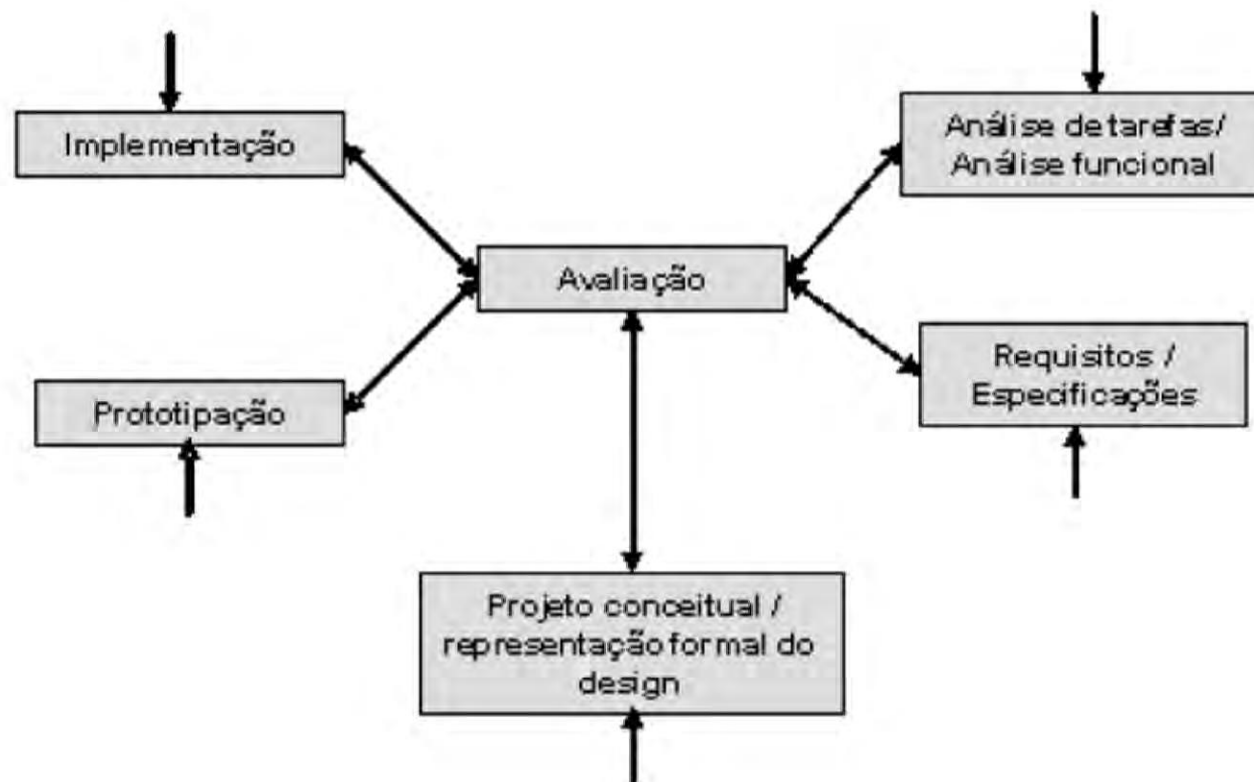 Implementação
Análise de tarefas/
Análise funcional
Avaliação
Requisitos /
Especificações
Prototipação
Projeto conceitual /
representação formal do
design